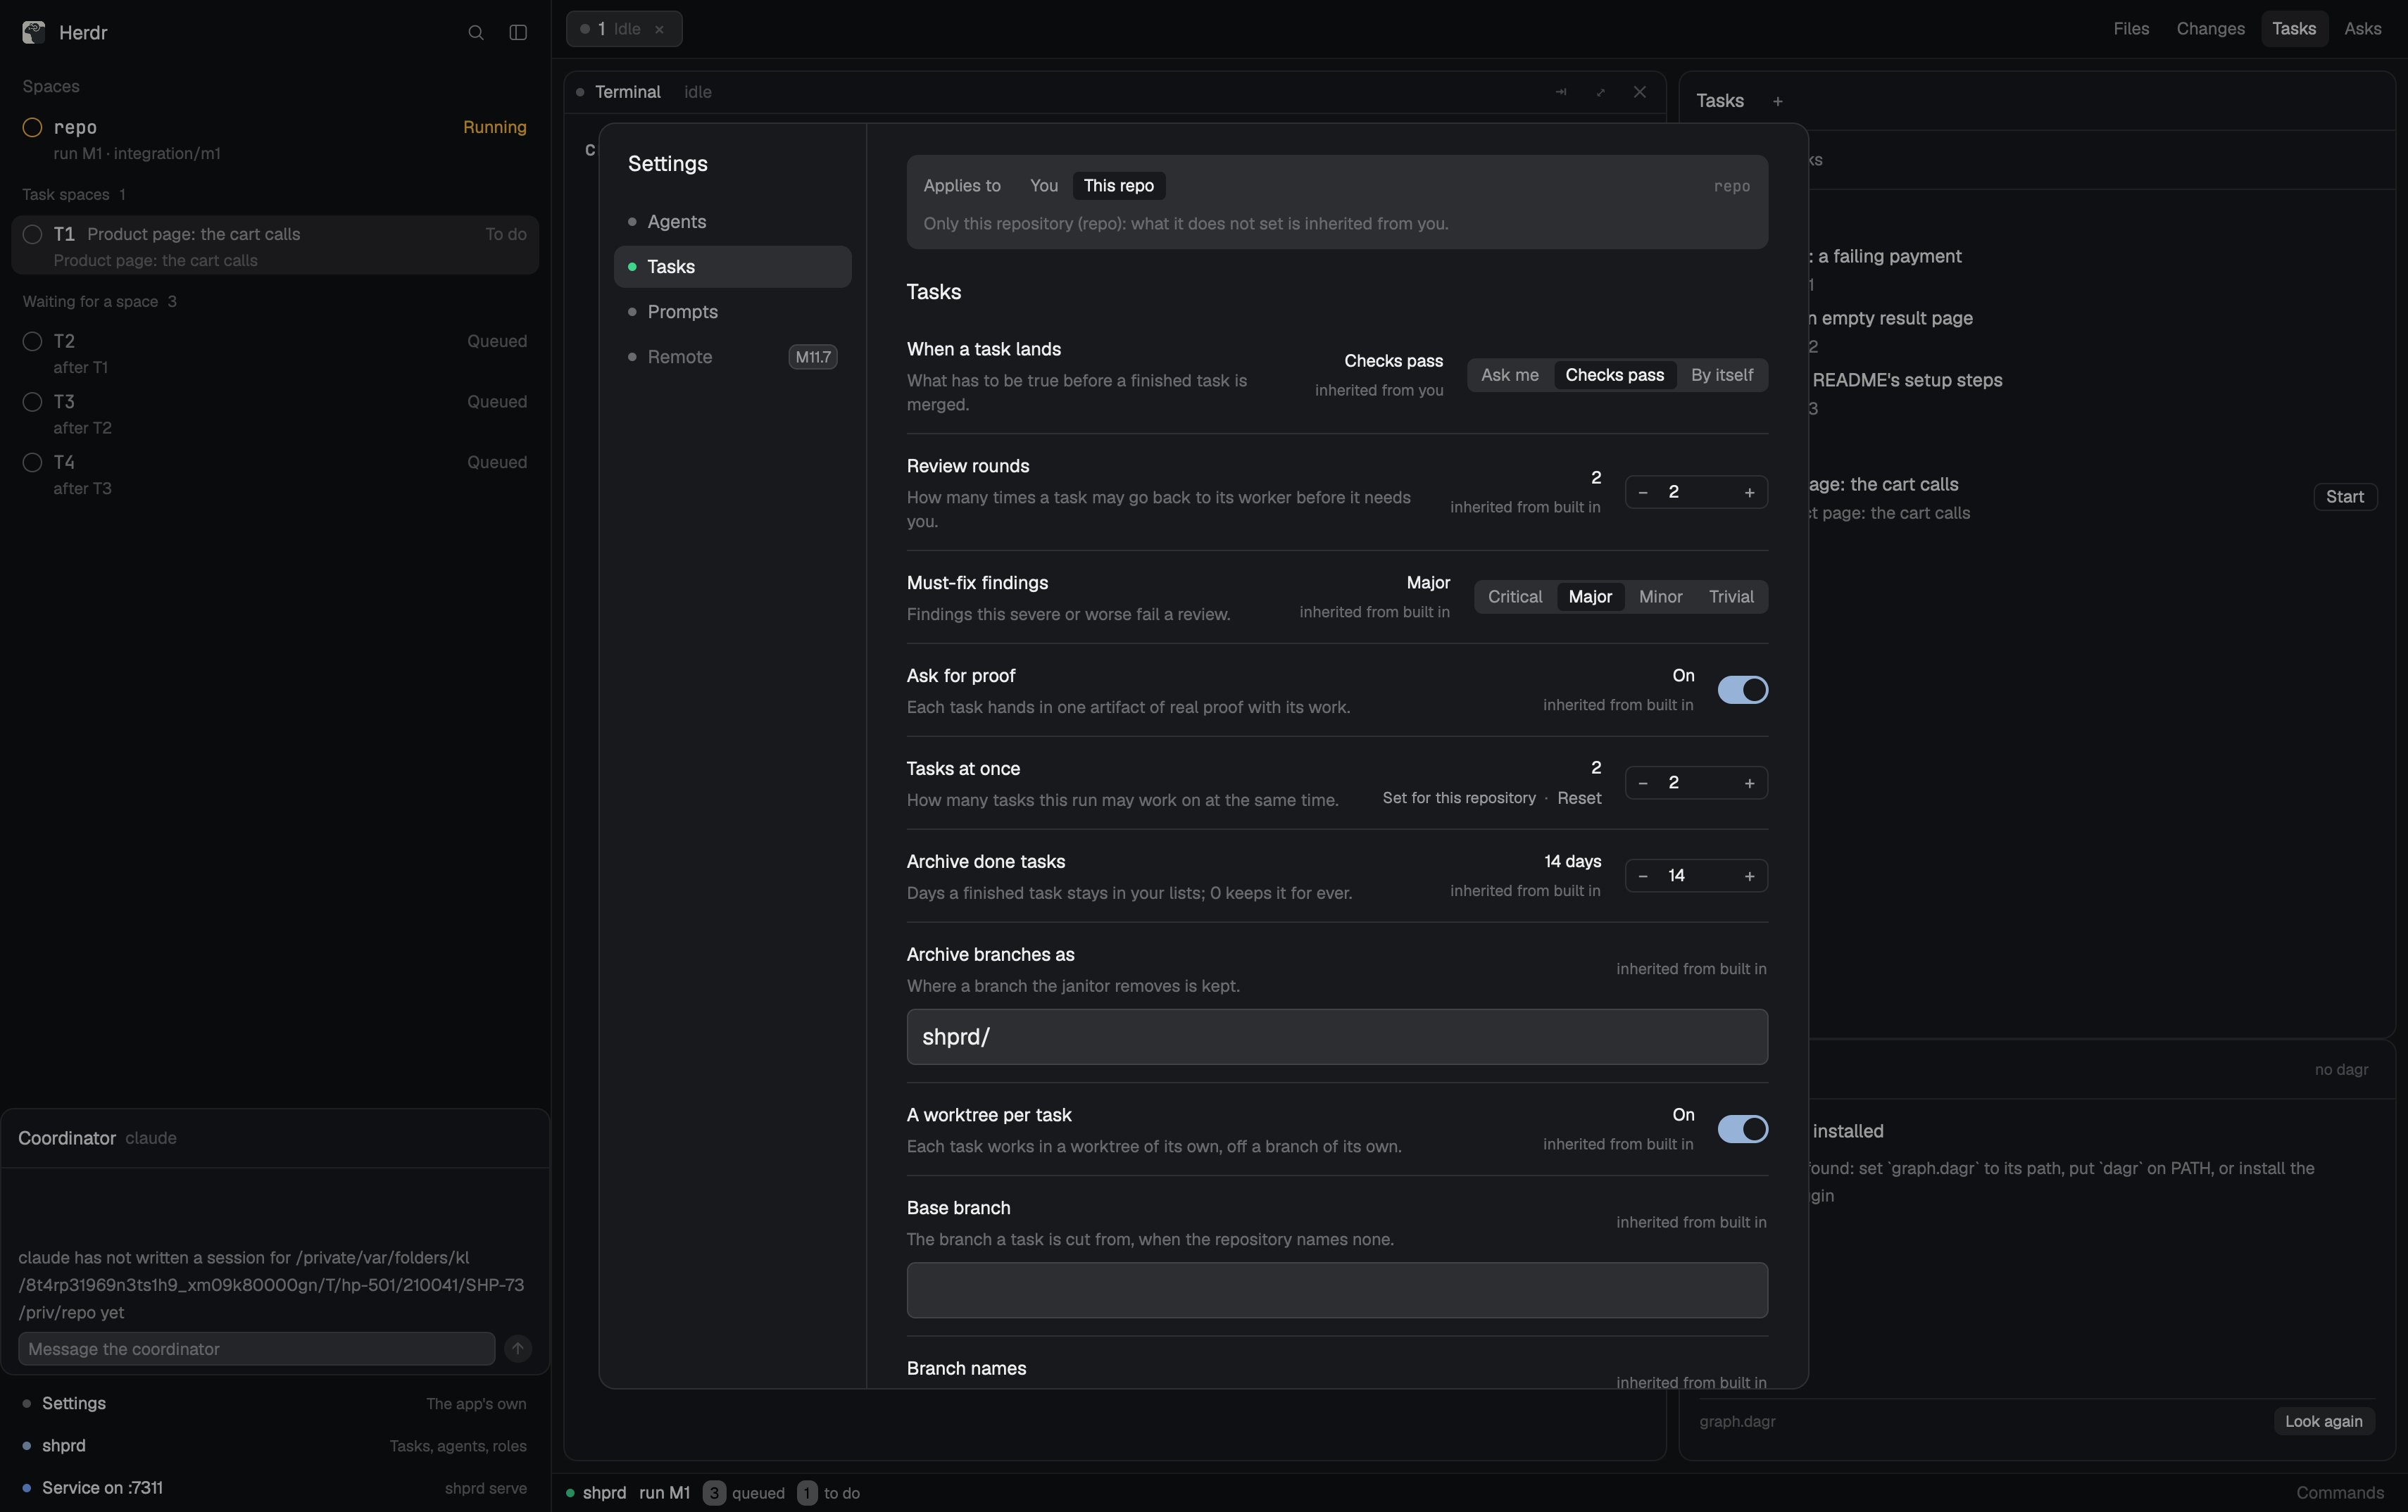 Herdr
Spaces
repo Running
run M1 · integration/m1
Task spaces 1
T1 Product page: the cart calls To do
Product page: the cart calls
Waiting for a space 3
T2 Queued
after T1
T3 Queued
after T2
T4 Queued
after T3
Coordinator claude
claude has not written a session for /private/var/folders/kl
/8t4rp31969n3ts1h9_xm09k80000gn/T/hp-501/210041/SHP-73
/priv/repo yet
Message the coordinator
Settings The app's own
shprd Tasks, agents, roles
Service on :7311 shprd serve
1 Idle ×
Files Changes Tasks Asks
Terminal idle
C
Settings
Agents
Tasks
Prompts
Remote M11.7
Applies to You This repo repo
Only this repository (repo): what it does not set is inherited from you.
Tasks
When a task lands
What has to be true before a finished task is
merged.
Checks pass
inherited from you
Ask me Checks pass By itself
Review rounds
How many times a task may go back to its worker before it needs
you.
2
inherited from built in
− 2 +
Must-fix findings
Findings this severe or worse fail a review.
Major
inherited from built in
Critical Major Minor Trivial
Ask for proof
Each task hands in one artifact of real proof with its work.
On
inherited from built in
Tasks at once
How many tasks this run may work on at the same time.
2
Set for this repository · Reset
− 2 +
Archive done tasks
Days a finished task stays in your lists; 0 keeps it for ever.
14 days
inherited from built in
− 14 +
Archive branches as
Where a branch the janitor removes is kept.
inherited from built in
shprd/
A worktree per task
Each task works in a worktree of its own, off a branch of its own.
On
inherited from built in
Base branch
The branch a task is cut from, when the repository names none.
inherited from built in
Branch names
inherited from built in
Tasks +
ks
: a failing payment
1
n empty result page
2
README's setup steps
3
age: the cart calls
ct page: the cart calls
Start
no dagr
installed
ound: set `graph.dagr` to its path, put `dagr` on PATH, or install the
gin
graph.dagr Look again
shprd run M1 3 queued 1 to do
Commands